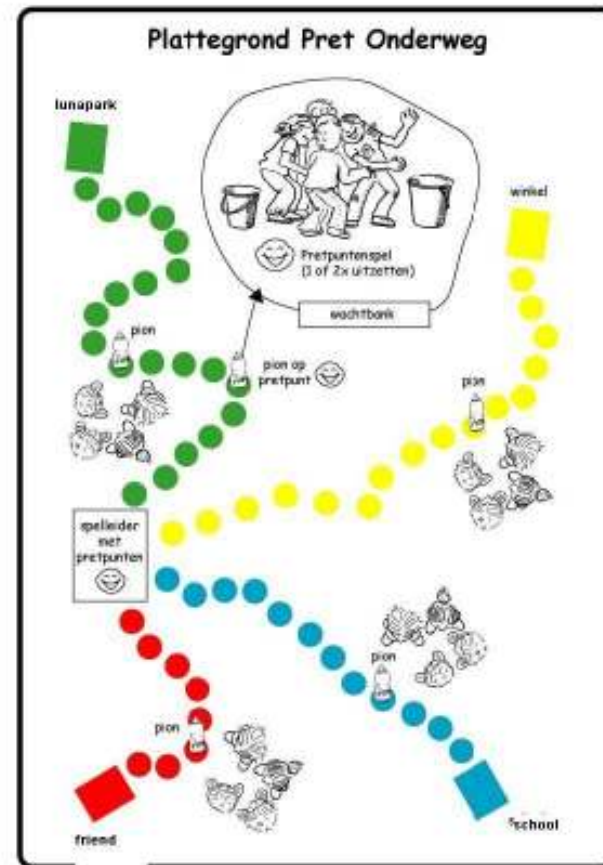 Plattegrond Pret Onderweg
lunapark
winkel
Pretpuntenspel
(1 of 2x uitzetten)
wachtbank
pion
pion op
pretpunt
pion
spelleider
met
pretpunten
pion
pion
friend
school